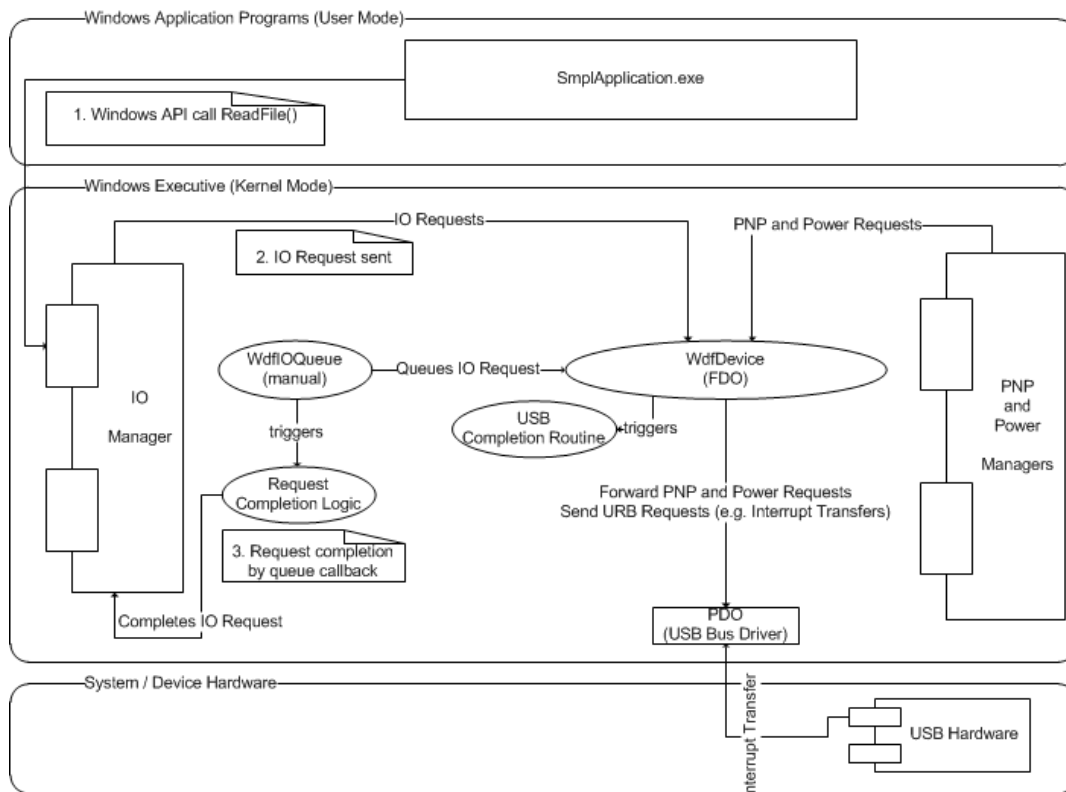 Windows Application Programs (User Mode)
SmplApplication.exe
1. Windows API call ReadFile()
Windows Executive (Kernel Mode)
IO Requests
PNP and Power Requests
2. IO Request sent
WdfIOQueue
(manual)
Queues IO Request
WdfDevice
(FDO)
IO
Manager
PNP
and
Power
Managers
triggers
USB
Completion Routine
triggers
Request
Completion Logic
Forward PNP and Power Requests
Send URB Requests (e.g. Interrupt Transfers)
3. Request completion
by queue callback
Completes IO Request
PDO
(USB Bus Driver)
System / Device Hardware
Interrupt Transfer
USB Hardware